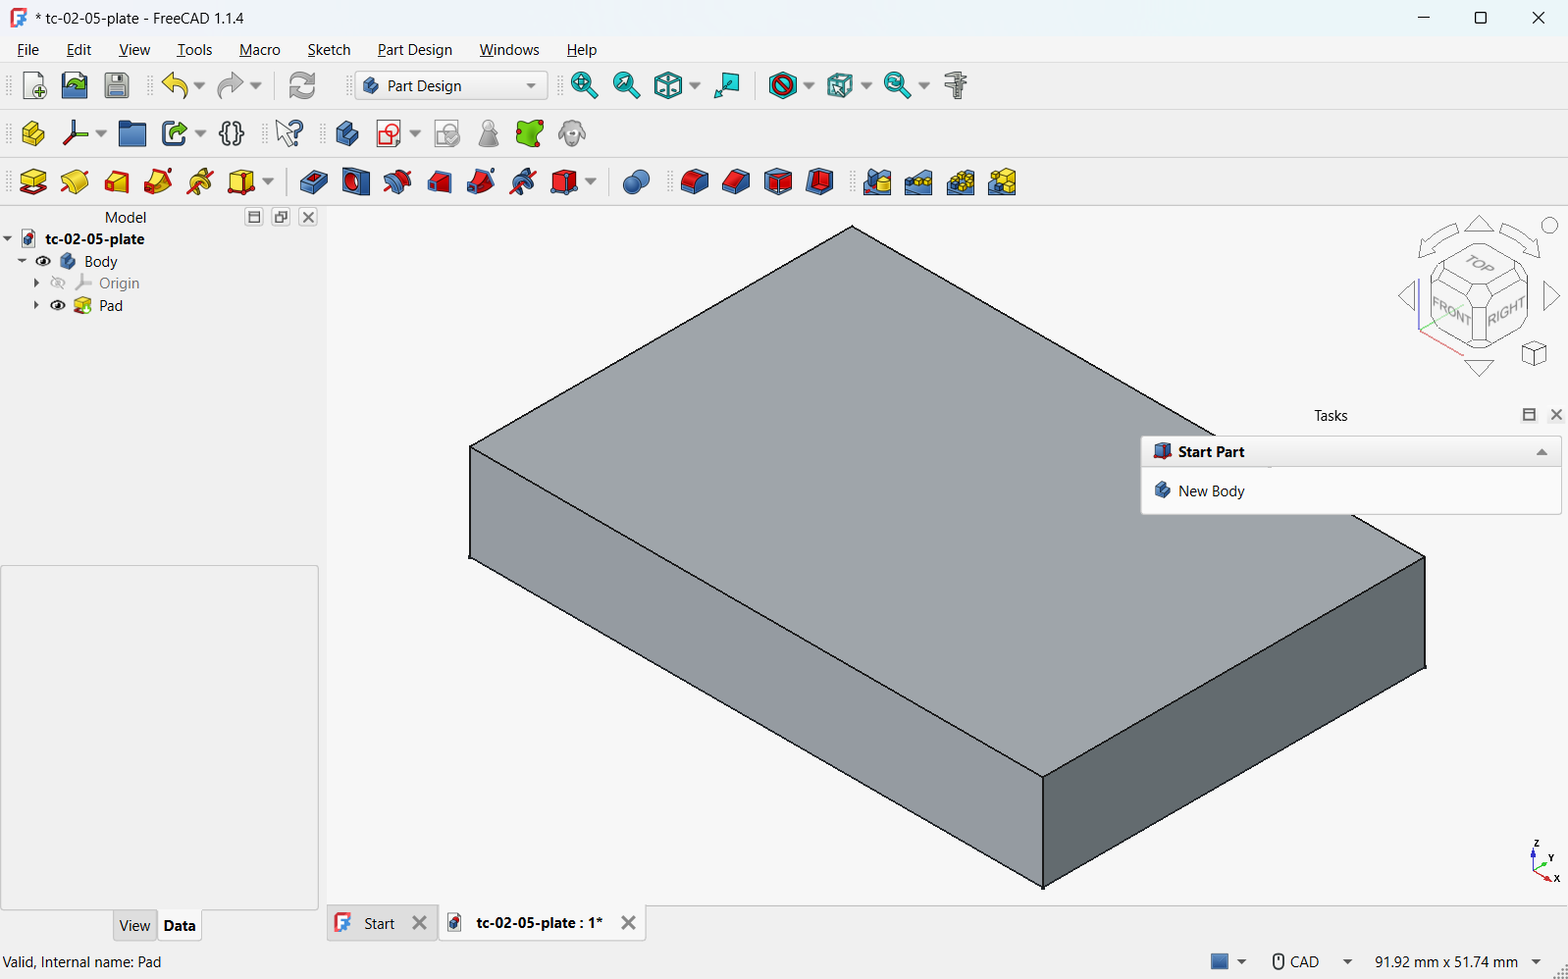 * tc-02-05-plate - FreeCAD 1.1.4
File Edit View Tools Macro Sketch Part Design Windows Help
Part Design
Model
tc-02-05-plate
Body
Origin
Pad
TOP
FRONT
RIGHT
Tasks
Start Part
New Body
Z
Y
X
View Data
Start tc-02-05-plate : 1*
Valid, Internal name: Pad CAD 91.92 mm x 51.74 mm